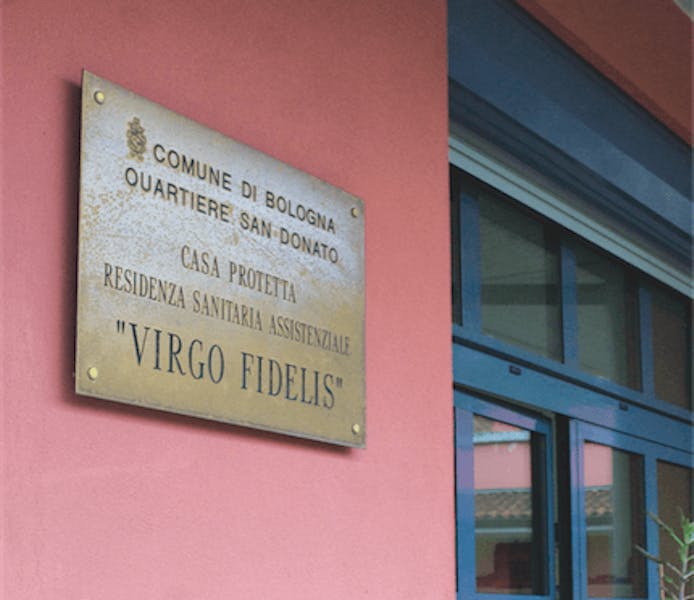 COMUNE DI BOLOGNA
QUARTIERE SAN DONATO
CASA PROTETTA
RESIDENZA SANITARIA ASSISTENZIALE
"VIRGO FIDELIS"